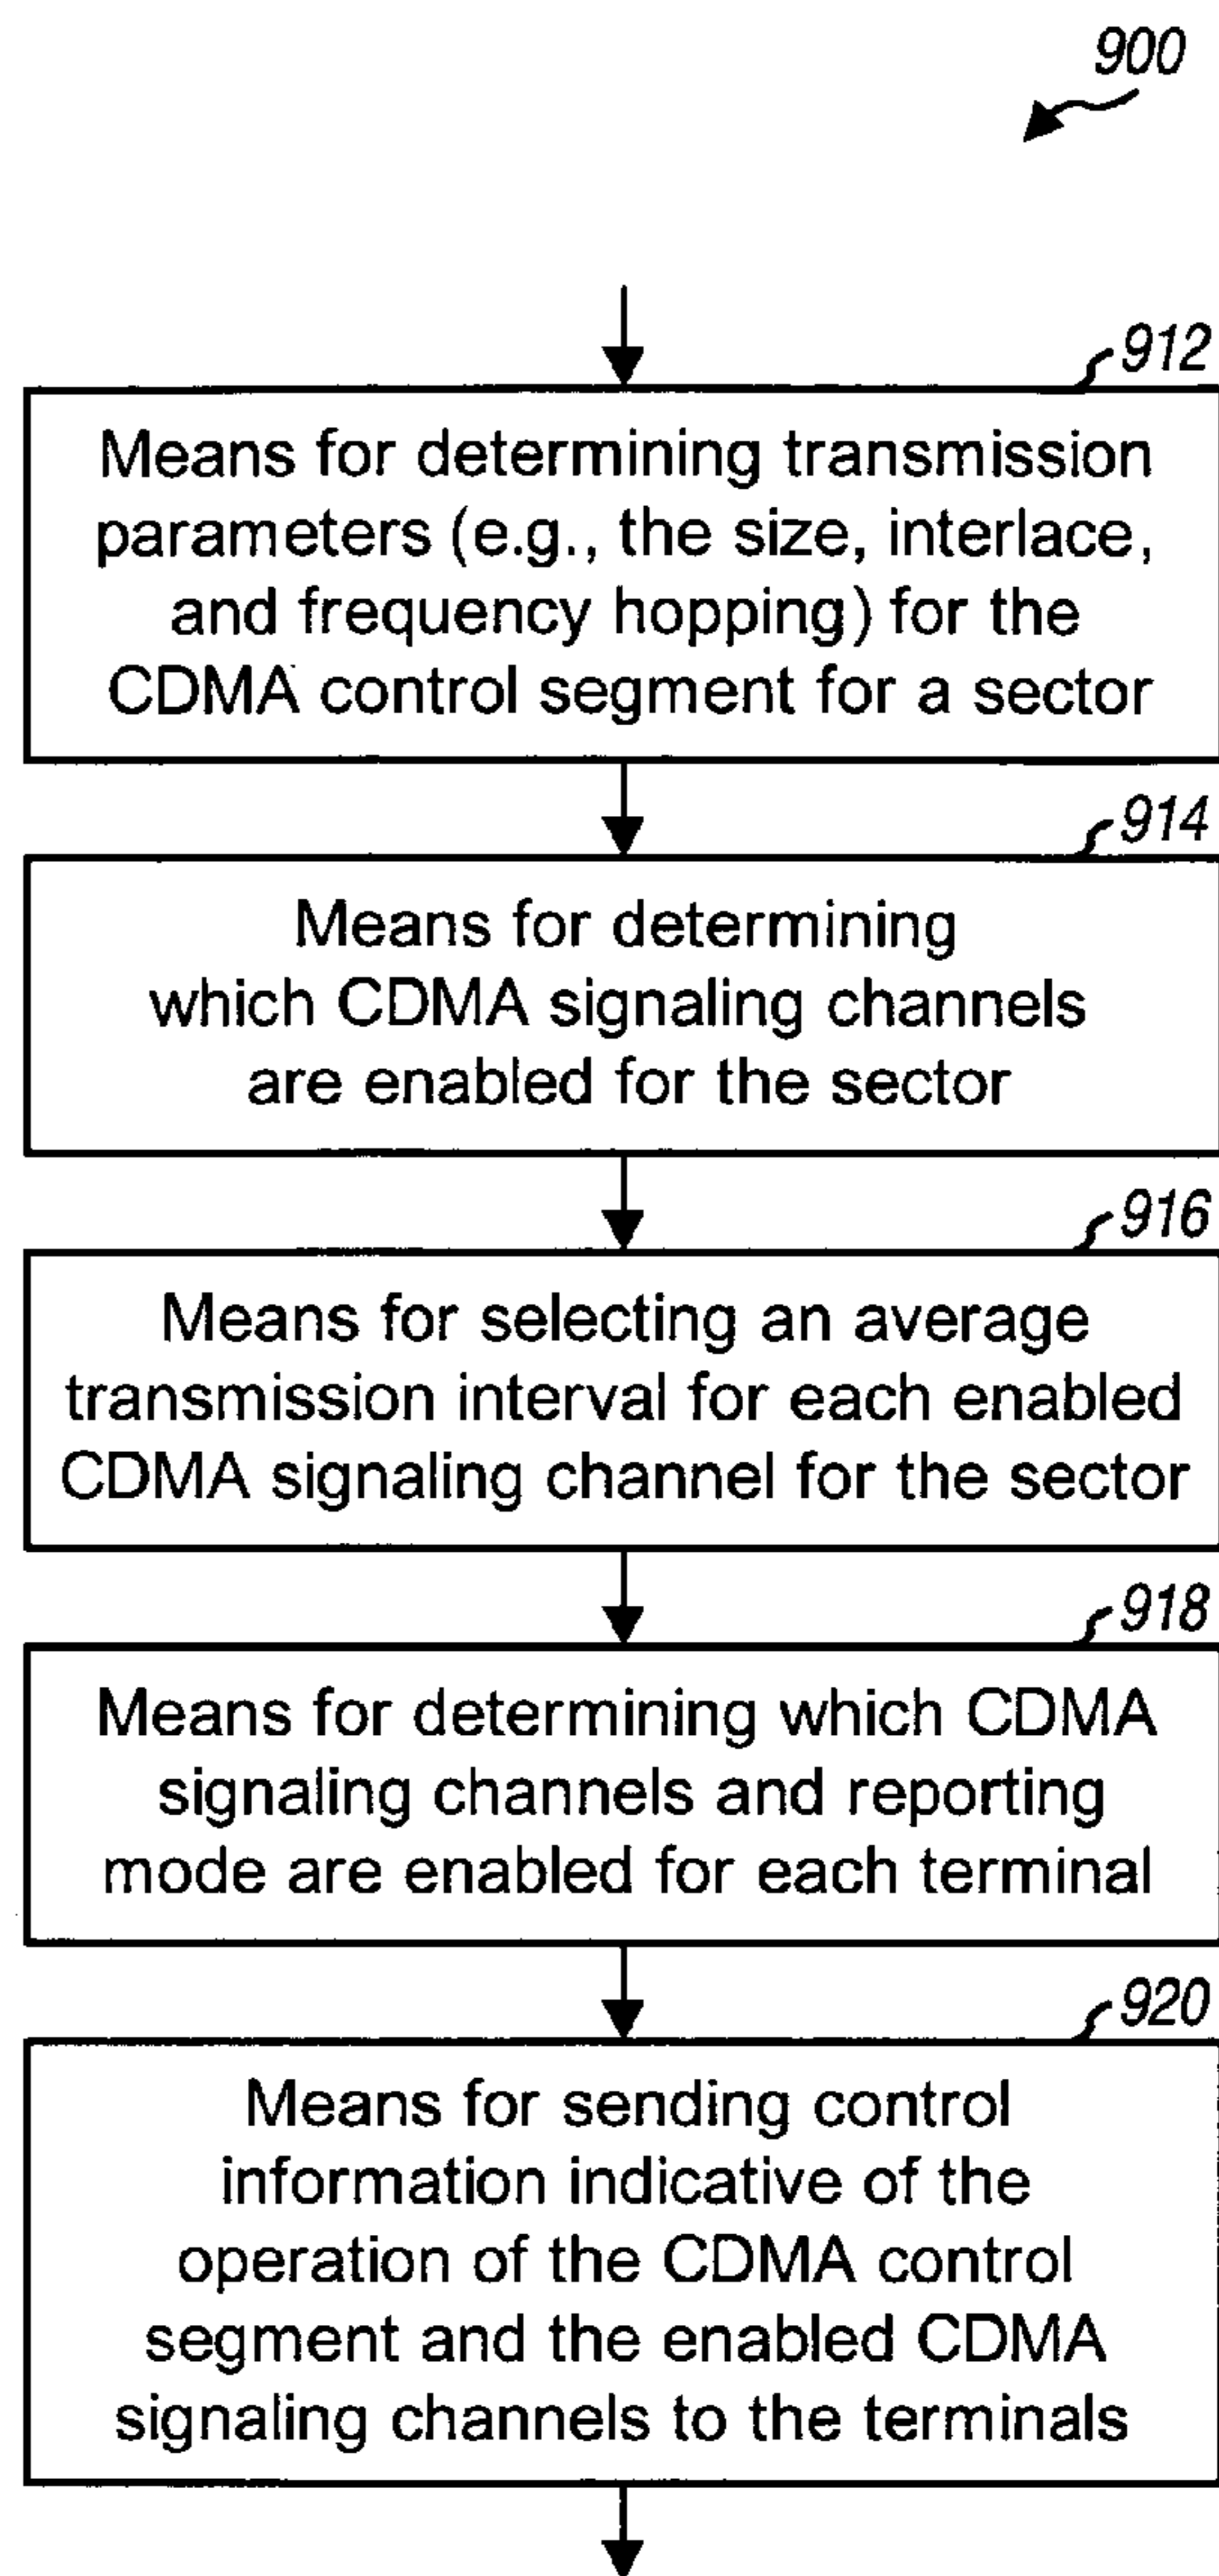 900
912
Means for determining transmission
parameters (e.g., the size, interlace,
and frequency hopping) for the
CDMA control segment for a sector
914
Means for determining
which CDMA signaling channels
are enabled for the sector
916
Means for selecting an average
transmission interval for each enabled
CDMA signaling channel for the sector
918
Means for determining which CDMA
signaling channels and reporting
mode are enabled for each terminal
920
Means for sending control
information indicative of the
operation of the CDMA control
segment and the enabled CDMA
signaling channels to the terminals